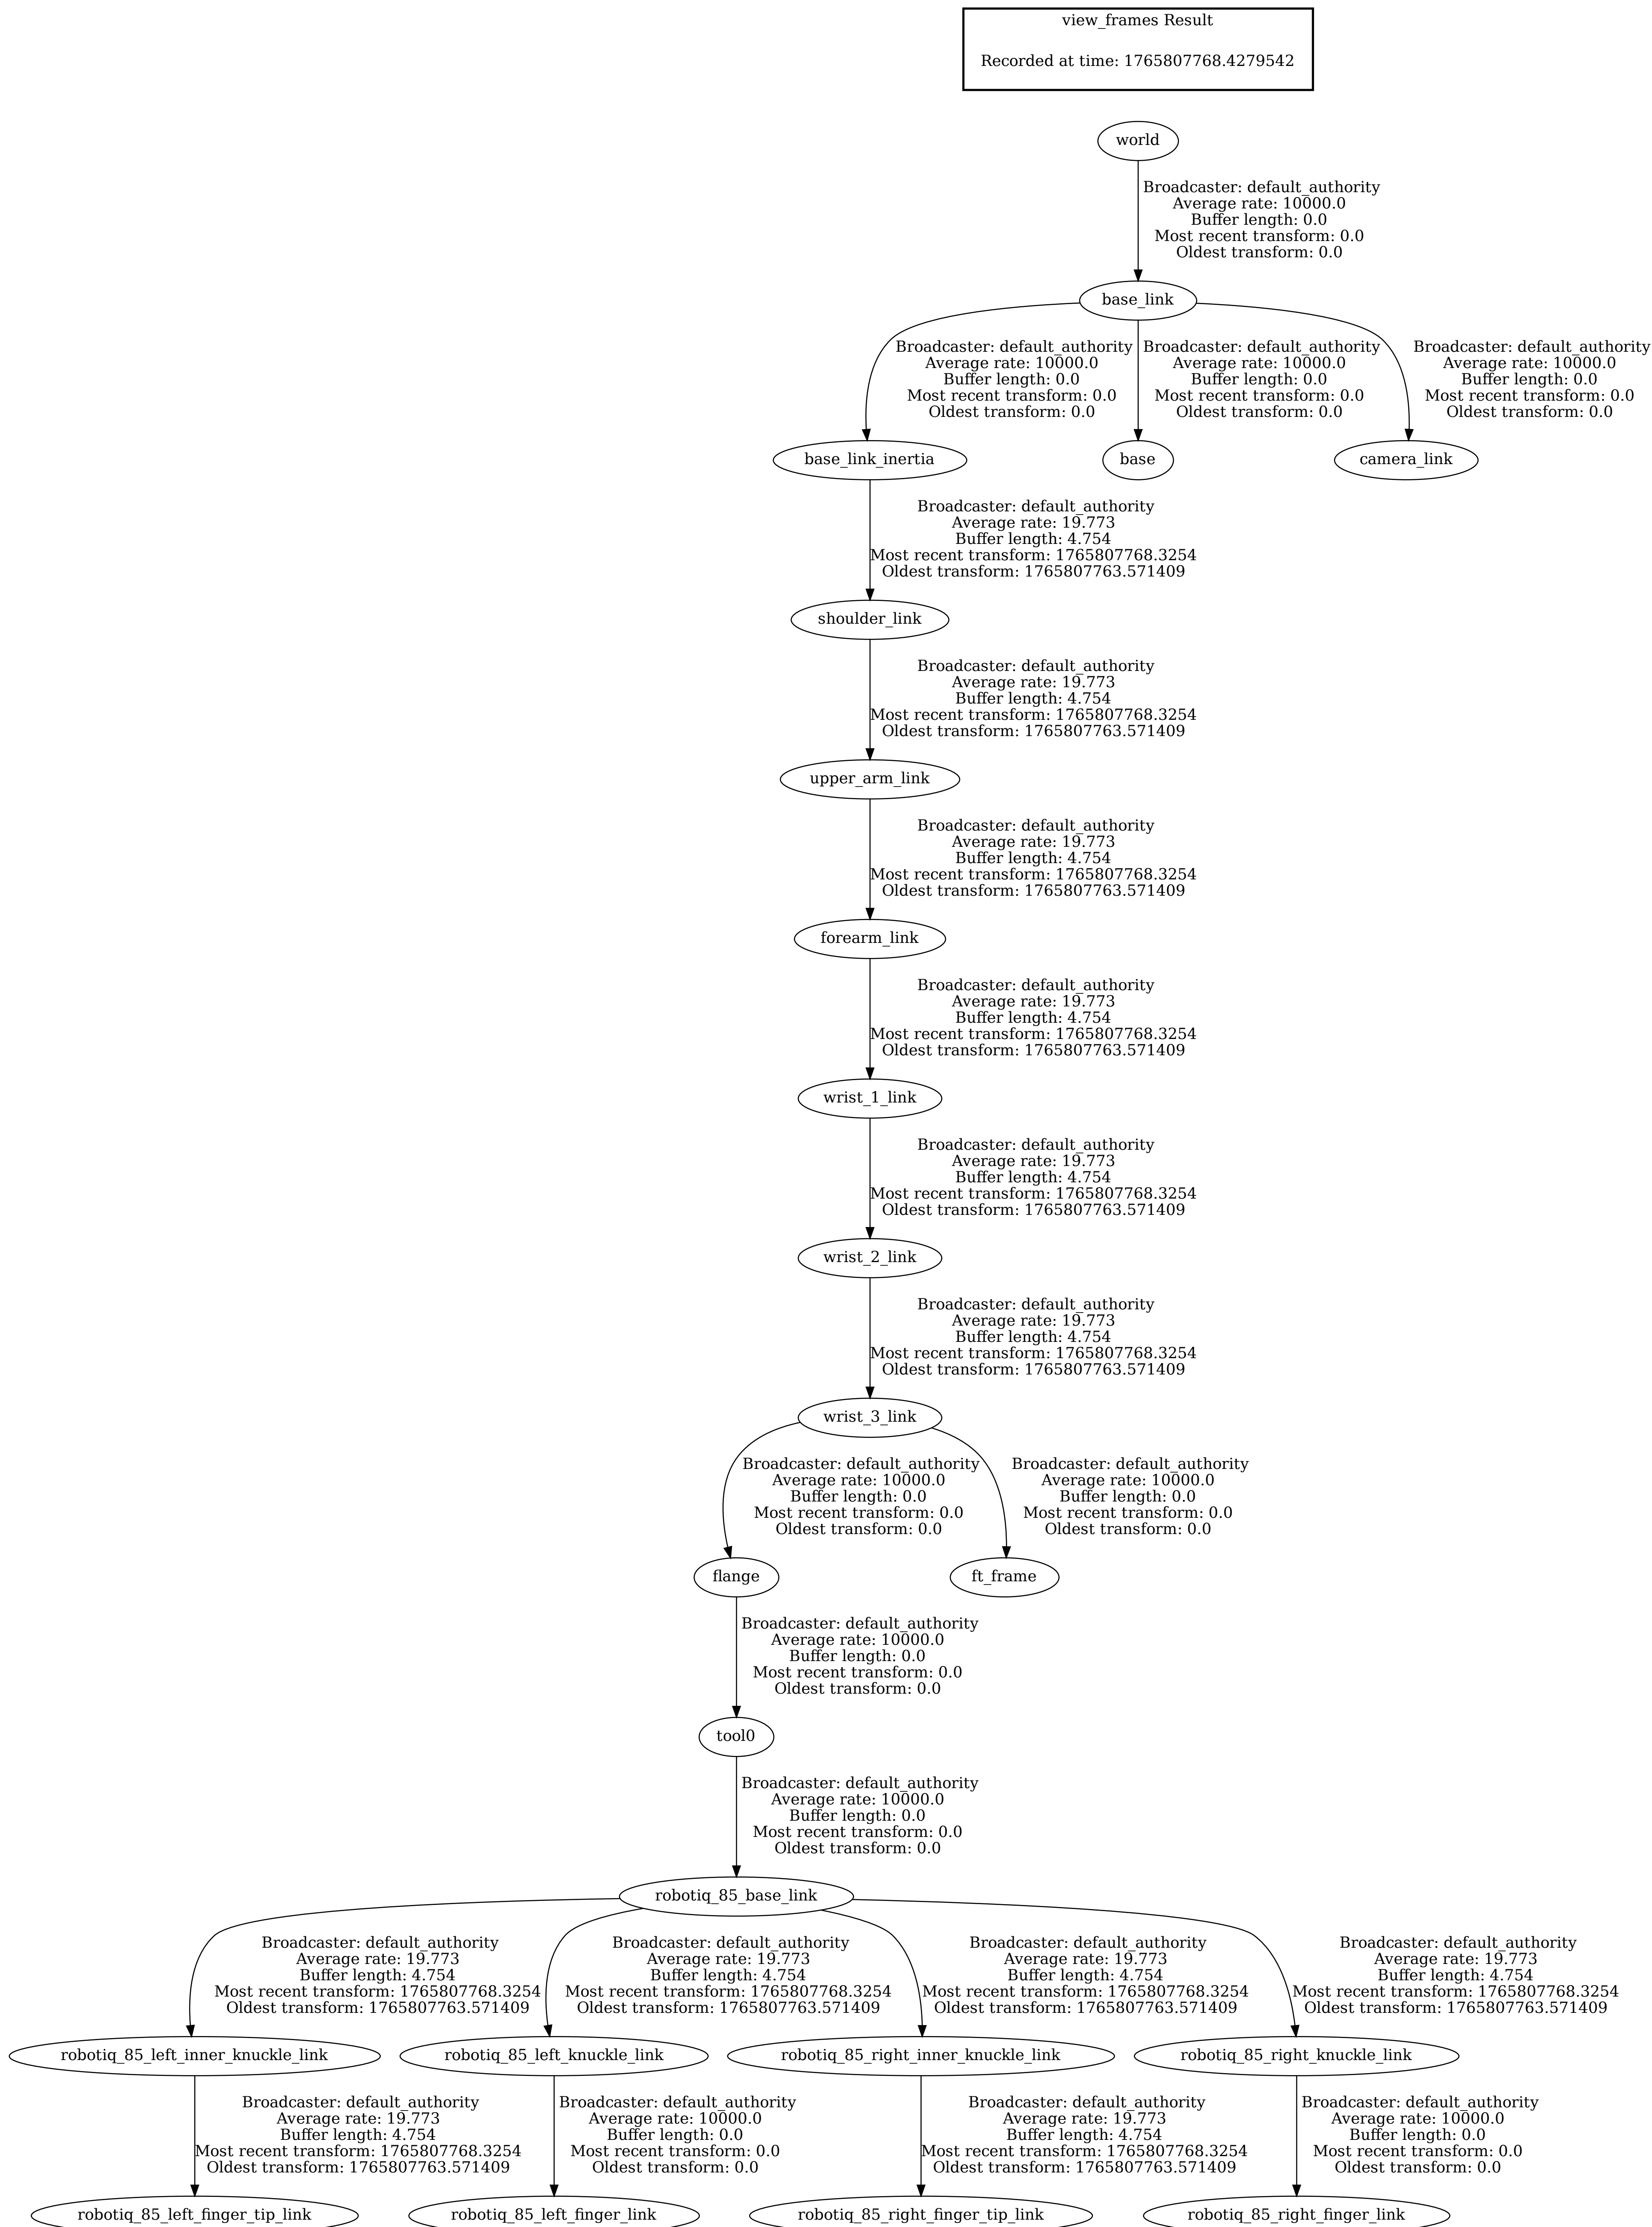 view_frames Result
Recorded at time: 1765807768.4279542
world
Broadcaster: default_authority
Average rate: 10000.0
Buffer length: 0.0
Most recent transform: 0.0
Oldest transform: 0.0
base_link
Broadcaster: default_authority
Average rate: 10000.0
Buffer length: 0.0
Most recent transform: 0.0
Oldest transform: 0.0
Broadcaster: default_authority
Average rate: 10000.0
Buffer length: 0.0
Most recent transform: 0.0
Oldest transform: 0.0
Broadcaster: default_authority
Average rate: 10000.0
Buffer length: 0.0
Most recent transform: 0.0
Oldest transform: 0.0
base_link_inertia
base
camera_link
Broadcaster: default_authority
Average rate: 19.773
Buffer length: 4.754
Most recent transform: 1765807768.3254
Oldest transform: 1765807763.571409
shoulder_link
Broadcaster: default_authority
Average rate: 19.773
Buffer length: 4.754
Most recent transform: 1765807768.3254
Oldest transform: 1765807763.571409
upper_arm_link
Broadcaster: default_authority
Average rate: 19.773
Buffer length: 4.754
Most recent transform: 1765807768.3254
Oldest transform: 1765807763.571409
forearm_link
Broadcaster: default_authority
Average rate: 19.773
Buffer length: 4.754
Most recent transform: 1765807768.3254
Oldest transform: 1765807763.571409
wrist_1_link
Broadcaster: default_authority
Average rate: 19.773
Buffer length: 4.754
Most recent transform: 1765807768.3254
Oldest transform: 1765807763.571409
wrist_2_link
Broadcaster: default_authority
Average rate: 19.773
Buffer length: 4.754
Most recent transform: 1765807768.3254
Oldest transform: 1765807763.571409
wrist_3_link
Broadcaster: default_authority
Average rate: 10000.0
Buffer length: 0.0
Most recent transform: 0.0
Oldest transform: 0.0
Broadcaster: default_authority
Average rate: 10000.0
Buffer length: 0.0
Most recent transform: 0.0
Oldest transform: 0.0
flange
ft_frame
Broadcaster: default_authority
Average rate: 10000.0
Buffer length: 0.0
Most recent transform: 0.0
Oldest transform: 0.0
tool0
Broadcaster: default_authority
Average rate: 10000.0
Buffer length: 0.0
Most recent transform: 0.0
Oldest transform: 0.0
robotiq_85_base_link
Broadcaster: default_authority
Average rate: 19.773
Buffer length: 4.754
Most recent transform: 1765807768.3254
Oldest transform: 1765807763.571409
Broadcaster: default_authority
Average rate: 19.773
Buffer length: 4.754
Most recent transform: 1765807768.3254
Oldest transform: 1765807763.571409
Broadcaster: default_authority
Average rate: 19.773
Buffer length: 4.754
Most recent transform: 1765807768.3254
Oldest transform: 1765807763.571409
Broadcaster: default_authority
Average rate: 19.773
Buffer length: 4.754
Most recent transform: 1765807768.3254
Oldest transform: 1765807763.571409
robotiq_85_left_inner_knuckle_link
robotiq_85_left_knuckle_link
robotiq_85_right_inner_knuckle_link
robotiq_85_right_knuckle_link
Broadcaster: default_authority
Average rate: 19.773
Buffer length: 4.754
Most recent transform: 1765807768.3254
Oldest transform: 1765807763.571409
Broadcaster: default_authority
Average rate: 10000.0
Buffer length: 0.0
Most recent transform: 0.0
Oldest transform: 0.0
Broadcaster: default_authority
Average rate: 19.773
Buffer length: 4.754
Most recent transform: 1765807768.3254
Oldest transform: 1765807763.571409
Broadcaster: default_authority
Average rate: 10000.0
Buffer length: 0.0
Most recent transform: 0.0
Oldest transform: 0.0
robotiq_85_left_finger_tip_link
robotiq_85_left_finger_link
robotiq_85_right_finger_tip_link
robotiq_85_right_finger_link